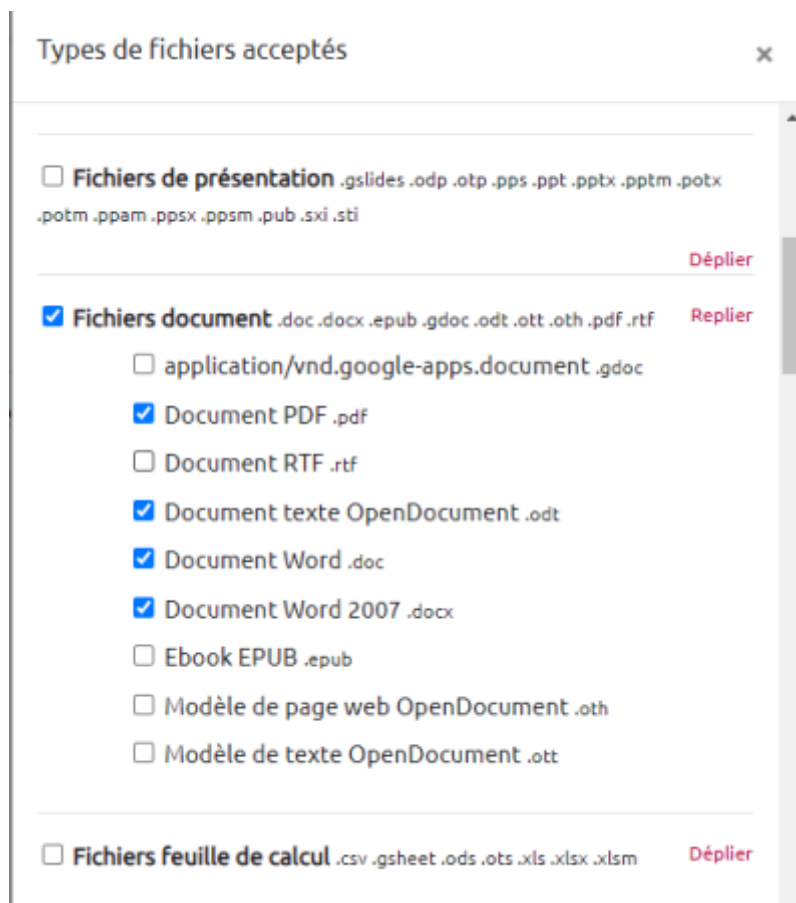 Types de fichiers acceptés
×
Fichiers de présentation .gslides .odp .otp .pps .ppt .pptx .pptm .potx
.potm .ppam .ppsx .ppsm .pub .sxi .sti
Déplier
Fichiers document .doc .docx .epub .gdoc .odt .ott .oth .pdf .rtf Replier
application/vnd.google-apps.document .gdoc
Document PDF .pdf
Document RTF .rtf
Document texte OpenDocument .odt
Document Word .doc
Document Word 2007 .docx
Ebook EPUB .epub
Modèle de page web OpenDocument .oth
Modèle de texte OpenDocument .ott
Fichiers feuille de calcul .csv .gsheet .ods .ots .xls .xlsx .xlsm Déplier